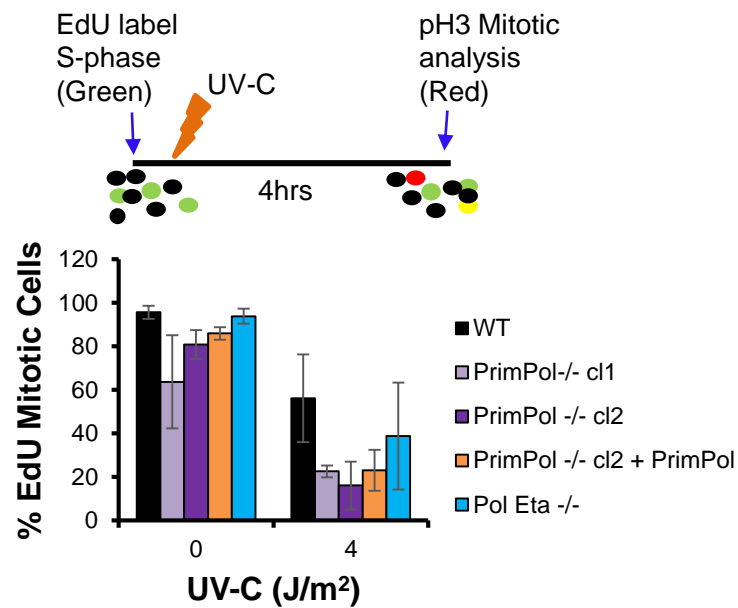 EdU label
S-phase
(Green)
UV-C
pH3 Mitotic
analysis
(Red)
4hrs
% EdU Mitotic Cells
120
100
80
60
40
20
0
0
4
UV-C (J/m²)
WT
PrimPol-/- cl1
PrimPol -/- cl2
PrimPol -/- cl2 + PrimPol
Pol Eta -/-